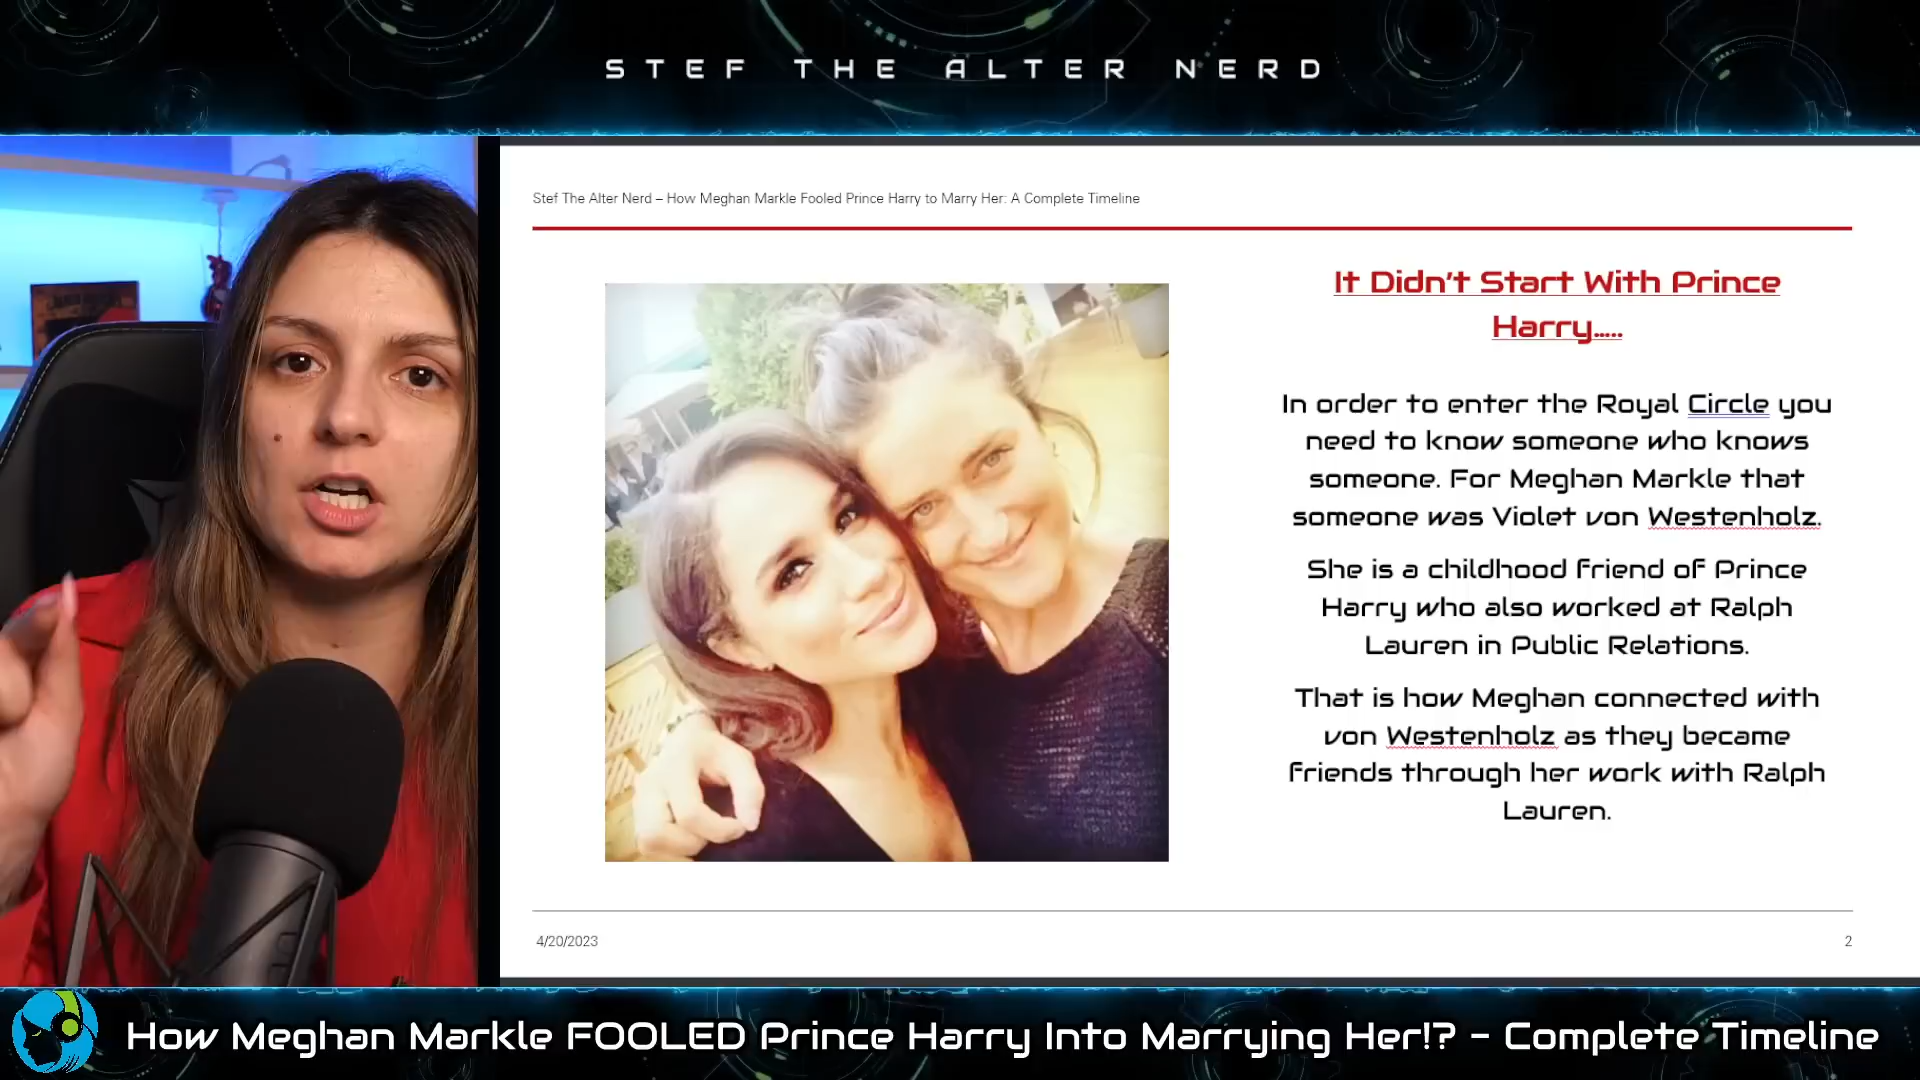 STEF THE ALTER NERD
Stef The Alter Nerd – How Meghan Markle Fooled Prince Harry to Marry Her: A Complete Timeline
It Didn't Start With Prince
Harry.....
In order to enter the Royal Circle you
need to know someone who knows
someone. For Meghan Markle that
someone was Violet von Westenholz.
She is a childhood friend of Prince
Harry who also worked at Ralph
Lauren in Public Relations.
That is how Meghan connected with
von Westenholz as they became
friends through her work with Ralph
Lauren.
4/20/2023
2
How Meghan Markle FOOLED Prince Harry Into Marrying Her!? - Complete Timeline